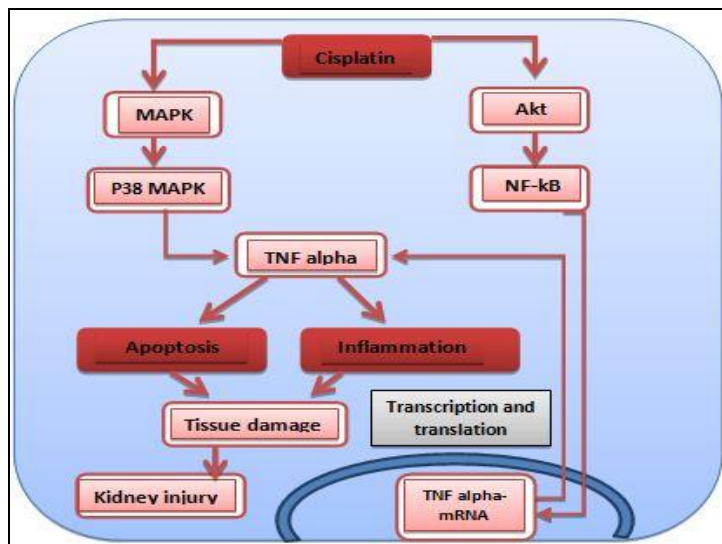 Cisplatin
MAPK
Akt
P38 MAPK
NF-kB
TNF alpha
Apoptosis
Inflammation
Tissue damage
Transcription and
translation
Kidney injury
TNF alpha-
mRNA